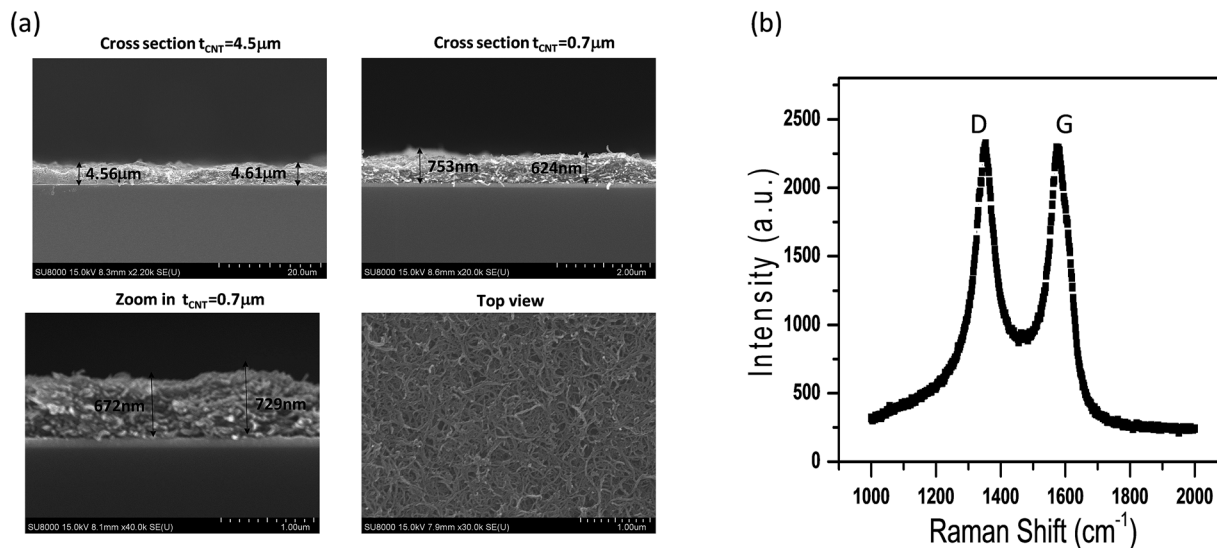 (a)
Cross section tCNT=4.5μm
Cross section tCNT=0.7μm
4.56μm
4.61μm
SU8000 15.0kV 8.3mm x2.20k SE(U)
20.0um
753nm
624nm
SU8000 15.0kV 8.6mm x20.0k SE(U)
2.00um
Zoom in tCNT=0.7μm
Top view
672nm
729nm
SU8000 15.0kV 8.1mm x40.0k SE(U)
1.00um
SU8000 15.0kV 7.9mm x30.0k SE(U)
1.00um
(b)
D
G
Intensity (a.u.)
2500
2000
1500
1000
500
0
1000 1200 1400 1600 1800 2000
Raman Shift (cm-1)